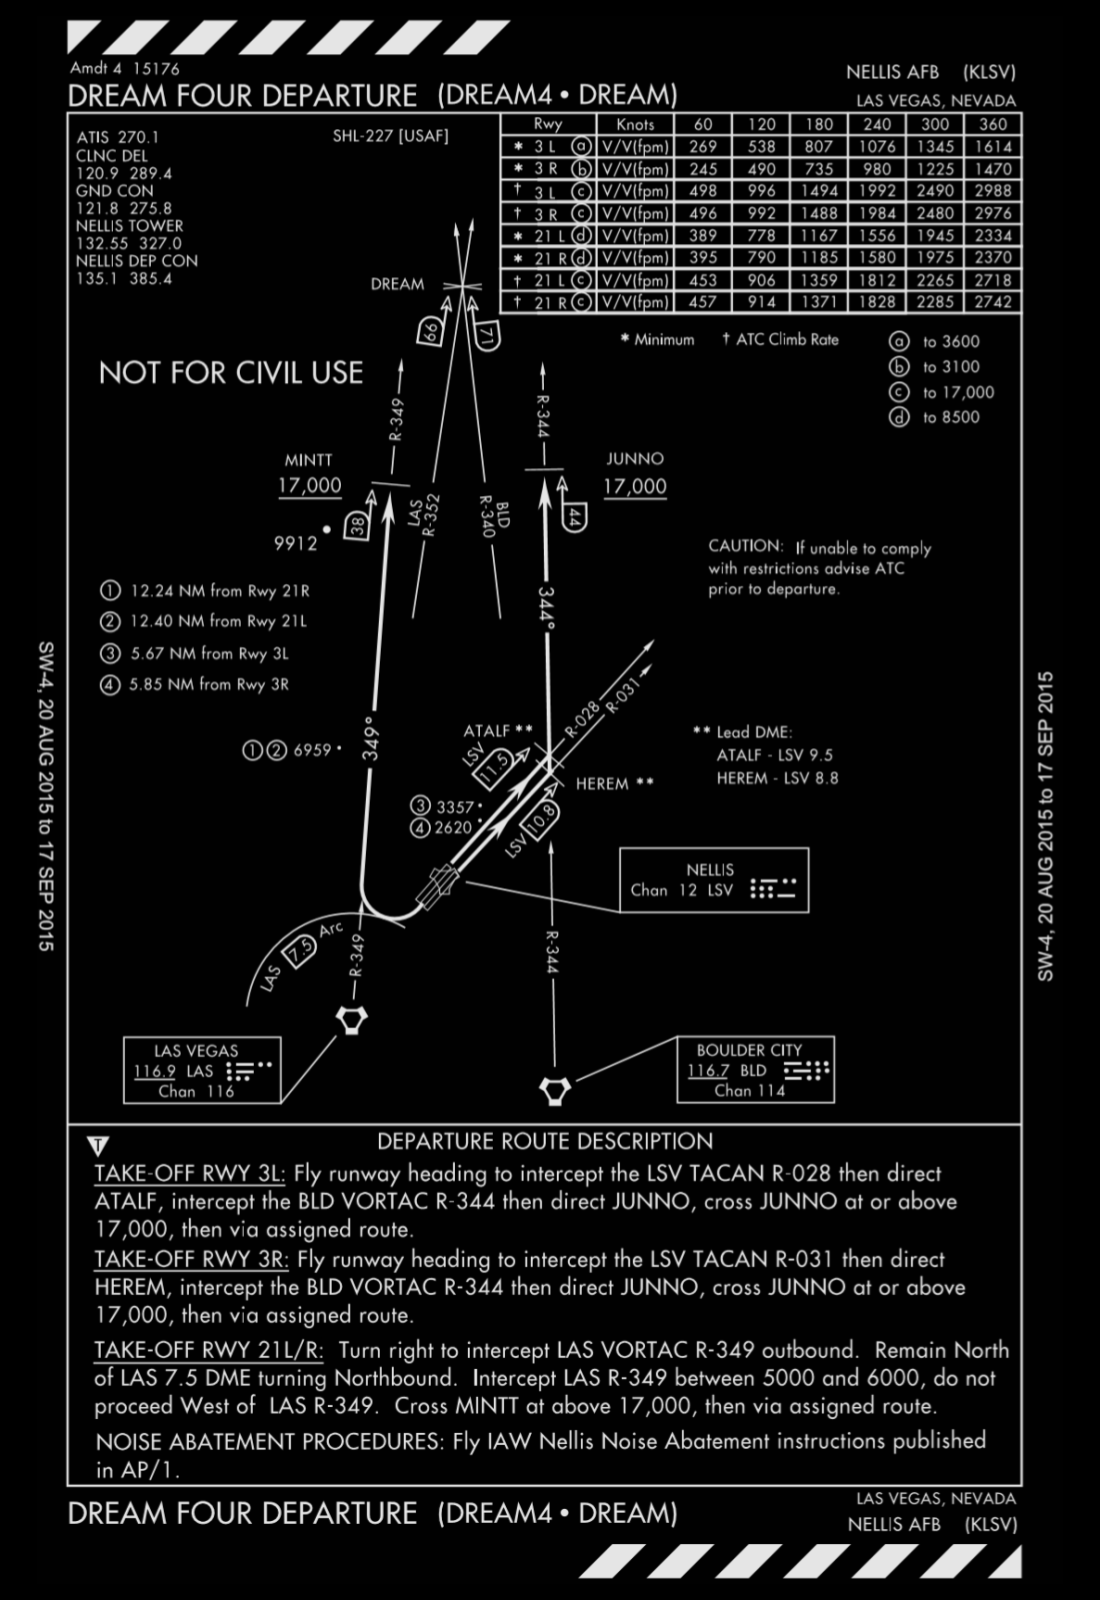 Amdt 4 15176
NELLIS AFB (KLSV)
DREAM FOUR DEPARTURE (DREAM4 • DREAM)
LAS VEGAS, NEVADA
ATIS 270.1
CLNC DEL
120.9 289.4
GND CON
121.8 275.8
NELLIS TOWER
132.55 327.0
NELLIS DEP CON
135.1 385.4
SHL-227 [USAF]
Rwy Knots 60 120 180 240 300 360
* 3 L ⓐ V/V(fpm) 269 538 807 1076 1345 1614
* 3 R ⓑ V/V(fpm) 245 490 735 980 1225 1470
† 3 L ⓒ V/V(fpm) 498 996 1494 1992 2490 2988
† 3 R ⓒ V/V(fpm) 496 992 1488 1984 2480 2976
* 21 L ⓓ V/V(fpm) 389 778 1167 1556 1945 2334
* 21 R ⓓ V/V(fpm) 395 790 1185 1580 1975 2370
† 21 L ⓒ V/V(fpm) 453 906 1359 1812 2265 2718
† 21 R ⓒ V/V(fpm) 457 914 1371 1828 2285 2742
* Minimum † ATC Climb Rate
ⓐ to 3600
ⓑ to 3100
ⓒ to 17,000
ⓓ to 8500
DREAM
66
71
NOT FOR CIVIL USE
R-349
R-344
MINTT
17,000
JUNNO
17,000
38
LAS
R-352
BLD
R-340
44
9912
CAUTION: If unable to comply
with restrictions advise ATC
prior to departure.
① 12.24 NM from Rwy 21R
② 12.40 NM from Rwy 21L
③ 5.67 NM from Rwy 3L
④ 5.85 NM from Rwy 3R
344°
349°
R-028
R-031
ATALF **
LSV
11.5
** Lead DME:
ATALF - LSV 9.5
HEREM - LSV 8.8
①② 6959
HEREM **
③ 3357
④ 2620
LSV 10.8
NELLIS
Chan 12 LSV
LAS 7.5 Arc
R-349
R-344
LAS VEGAS
116.9 LAS
Chan 116
BOULDER CITY
116.7 BLD
Chan 114
SW-4, 20 AUG 2015 to 17 SEP 2015
SW-4, 20 AUG 2015 to 17 SEP 2015
T
DEPARTURE ROUTE DESCRIPTION
TAKE-OFF RWY 3L: Fly runway heading to intercept the LSV TACAN R-028 then direct
ATALF, intercept the BLD VORTAC R-344 then direct JUNNO, cross JUNNO at or above
17,000, then via assigned route.
TAKE-OFF RWY 3R: Fly runway heading to intercept the LSV TACAN R-031 then direct
HEREM, intercept the BLD VORTAC R-344 then direct JUNNO, cross JUNNO at or above
17,000, then via assigned route.
TAKE-OFF RWY 21L/R: Turn right to intercept LAS VORTAC R-349 outbound. Remain North
of LAS 7.5 DME turning Northbound. Intercept LAS R-349 between 5000 and 6000, do not
proceed West of LAS R-349. Cross MINTT at above 17,000, then via assigned route.
NOISE ABATEMENT PROCEDURES: Fly IAW Nellis Noise Abatement instructions published
in AP/1.
DREAM FOUR DEPARTURE (DREAM4 • DREAM)
LAS VEGAS, NEVADA
NELLIS AFB (KLSV)